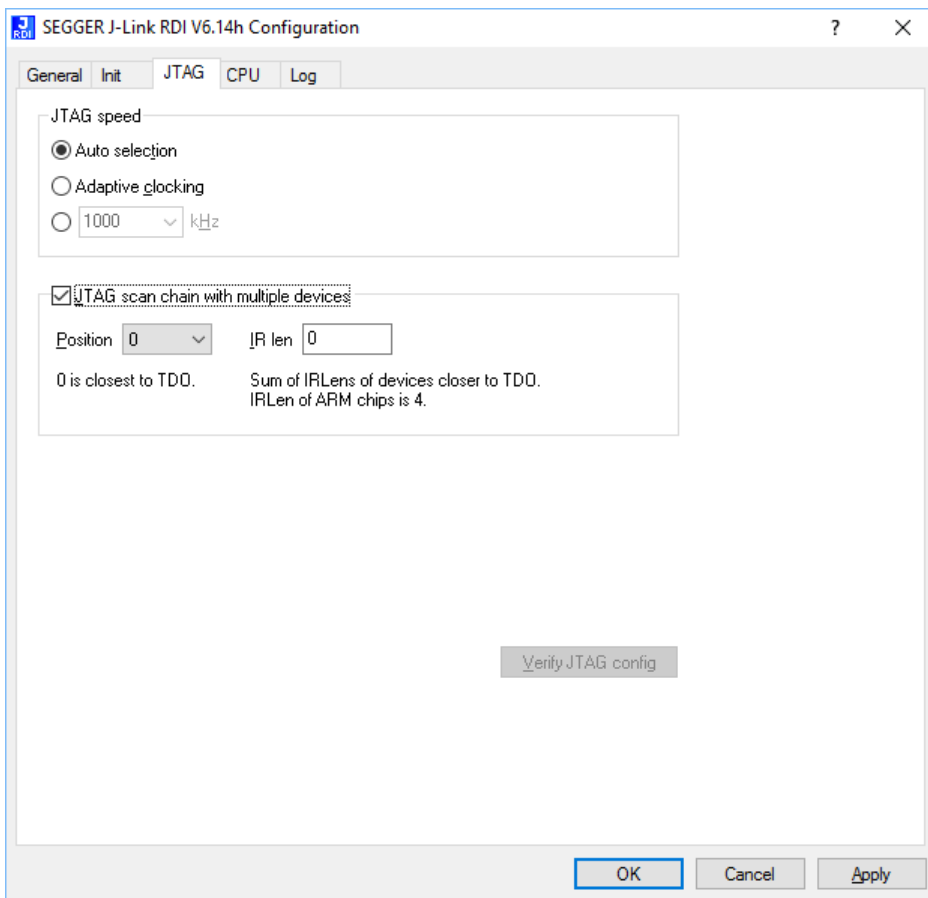 J
RDI
SEGGER J-Link RDI V6.14h Configuration ?
General Init JTAG CPU Log
JTAG speed
Auto selection
Adaptive clocking
1000 kHz
JTAG scan chain with multiple devices
Position 0 IR len 0
0 is closest to TDO. Sum of IRLens of devices closer to TDO.
IRLen of ARM chips is 4.
Verify JTAG config
OK Cancel Apply